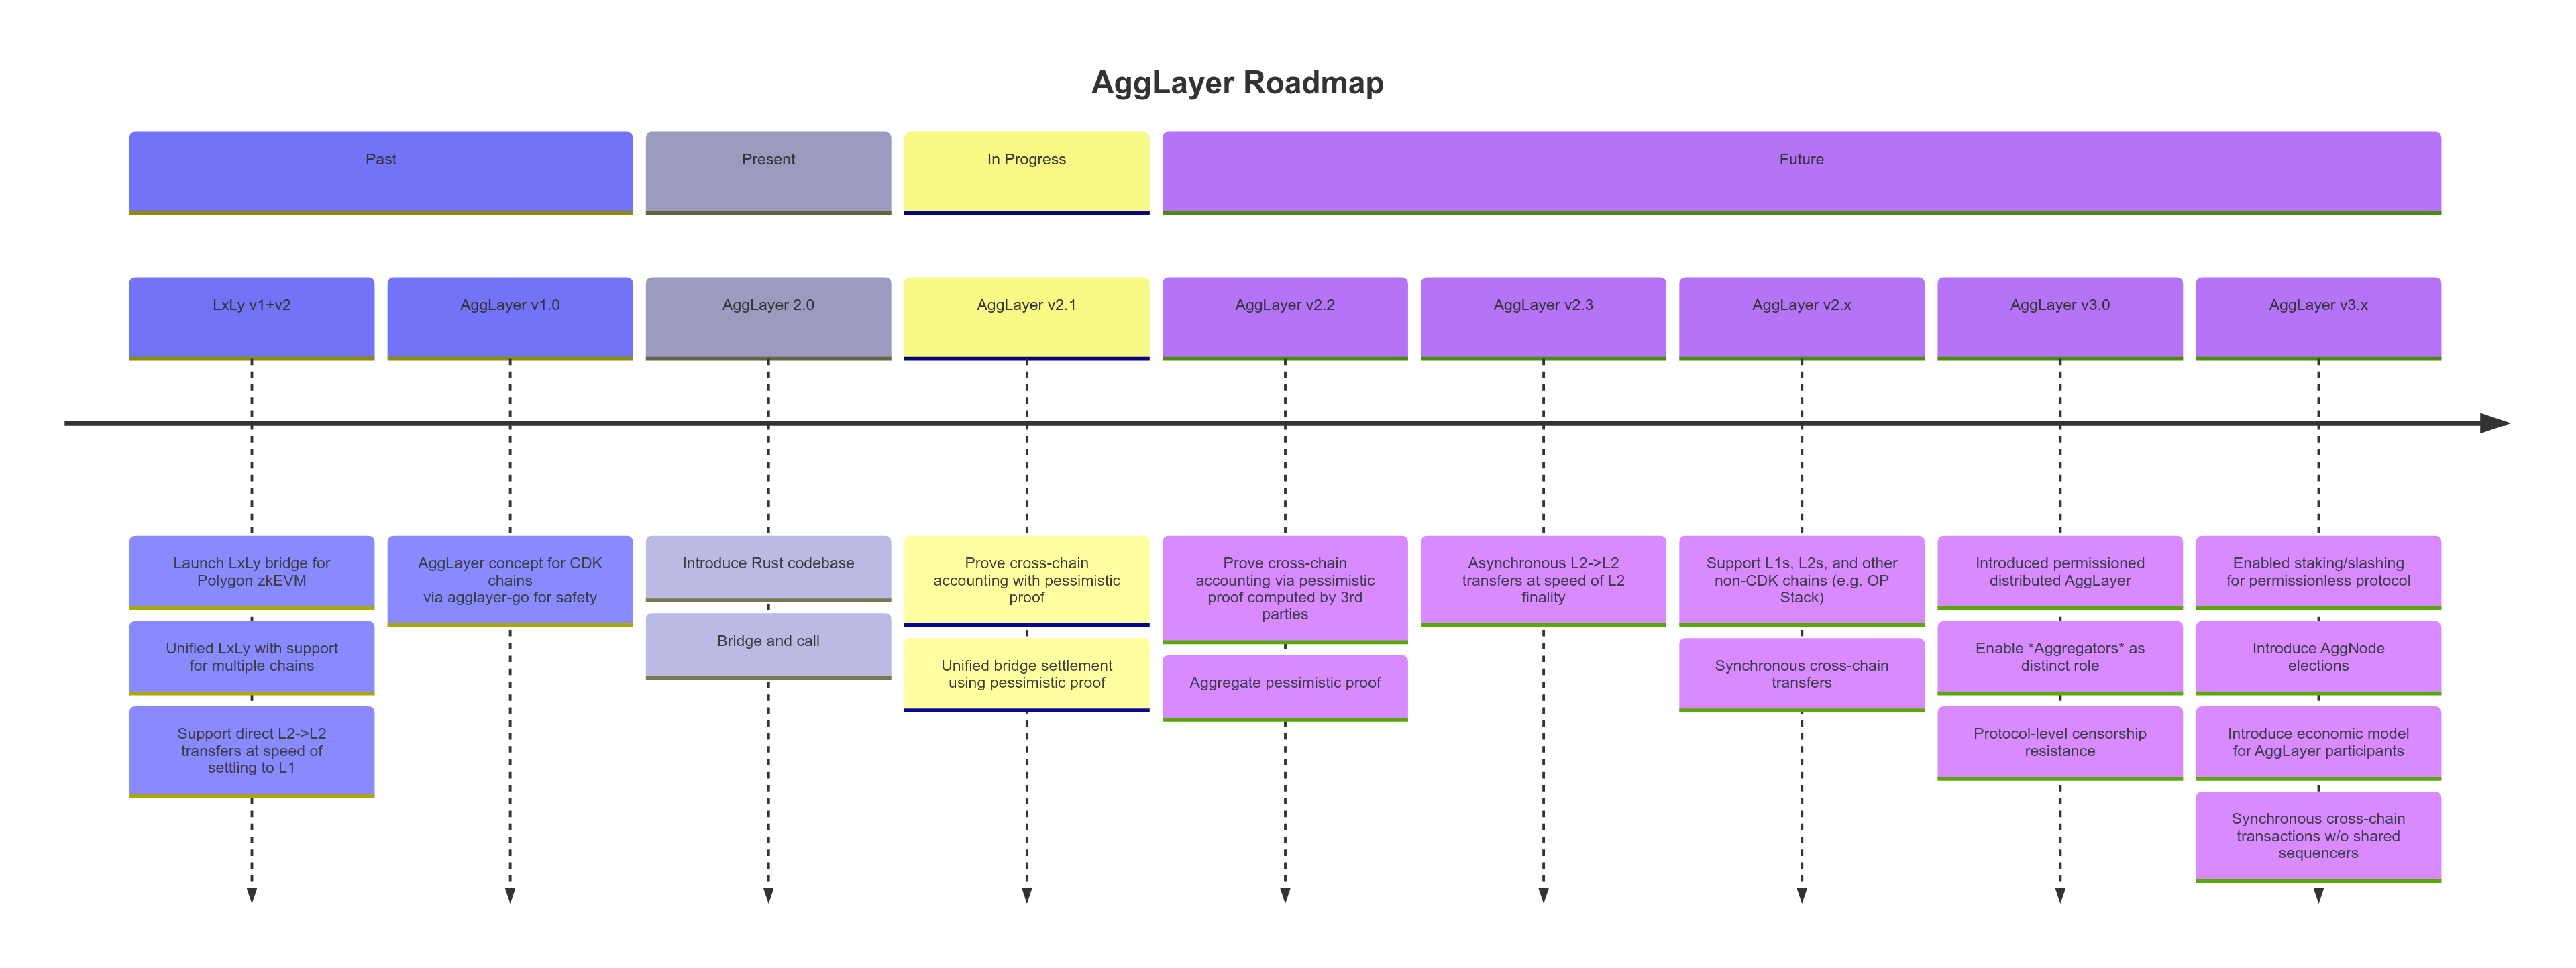 AggLayer Roadmap
Past
Present
In Progress
Future
LxLy v1+v2
AggLayer v1.0
AggLayer 2.0
AggLayer v2.1
AggLayer v2.2
AggLayer v2.3
AggLayer v2.x
AggLayer v3.0
AggLayer v3.x
Launch LxLy bridge for
Polygon zkEVM
Unified LxLy with support
for multiple chains
Support direct L2->L2
transfers at speed of
settling to L1
AggLayer concept for CDK
chains
via agglayer-go for safety
Introduce Rust codebase
Bridge and call
Prove cross-chain
accounting with pessimistic
proof
Unified bridge settlement
using pessimistic proof
Prove cross-chain
accounting via pessimistic
proof computed by 3rd
parties
Aggregate pessimistic proof
Asynchronous L2->L2
transfers at speed of L2
finality
Support L1s, L2s, and other
non-CDK chains (e.g. OP
Stack)
Synchronous cross-chain
transfers
Introduced permissioned
distributed AggLayer
Enable *Aggregators* as
distinct role
Protocol-level censorship
resistance
Enabled staking/slashing
for permissionless protocol
Introduce AggNode
elections
Introduce economic model
for AggLayer participants
Synchronous cross-chain
transactions w/o shared
sequencers